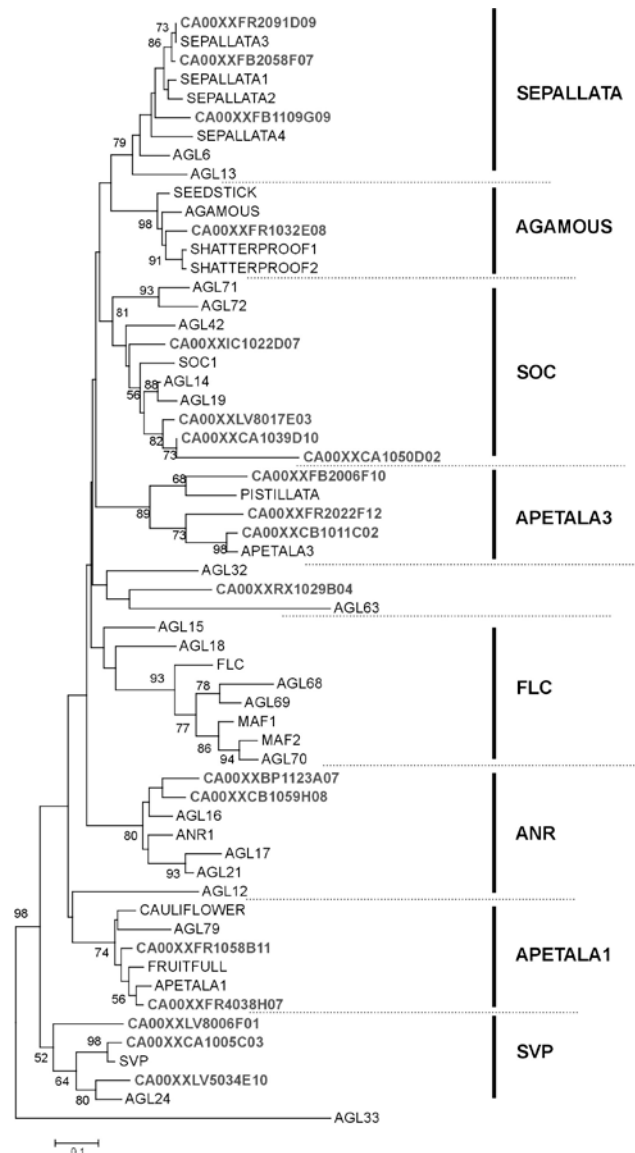 CA00XXFR2091D09
73
SEPALLATA3
86
CA00XXFB2058F07
SEPALLATA1
SEPALLATA2
SEPALLATA
CA00XXFB1109G09
SEPALLATA4
79
AGL6
AGL13
SEEDSTICK
AGAMOUS
98
CA00XXFR1032E08
AGAMOUS
SHATTERPROOF1
91
SHATTERPROOF2
AGL71
93
AGL72
81
AGL42
CA00XXIC1022D07
SOC1
SOC
88
AGL14
56
AGL19
CA00XXLV8017E03
82
CA00XXCA1039D10
73
CA00XXCA1050D02
68
CA00XXFB2006F10
PISTILLATA
89
CA00XXFR2022F12
APETALA3
73
CA00XXCB1011C02
98
APETALA3
AGL32
CA00XXRX1029B04
AGL63
AGL15
AGL18
FLC
93
78
AGL68
FLC
AGL69
77
MAF1
86
MAF2
94
AGL70
CA00XXBP1123A07
CA00XXCB1059H08
AGL16
80
ANR1
ANR
AGL17
93
AGL21
AGL12
98
CAULIFLOWER
AGL79
74
CA00XXFR1058B11
APETALA1
FRUITFULL
APETALA1
56
CA00XXFR4038H07
CA00XXLV8006F01
98
CA00XXCA1005C03
52
SVP
SVP
64
CA00XXLV5034E10
80
AGL24
AGL33
0.1